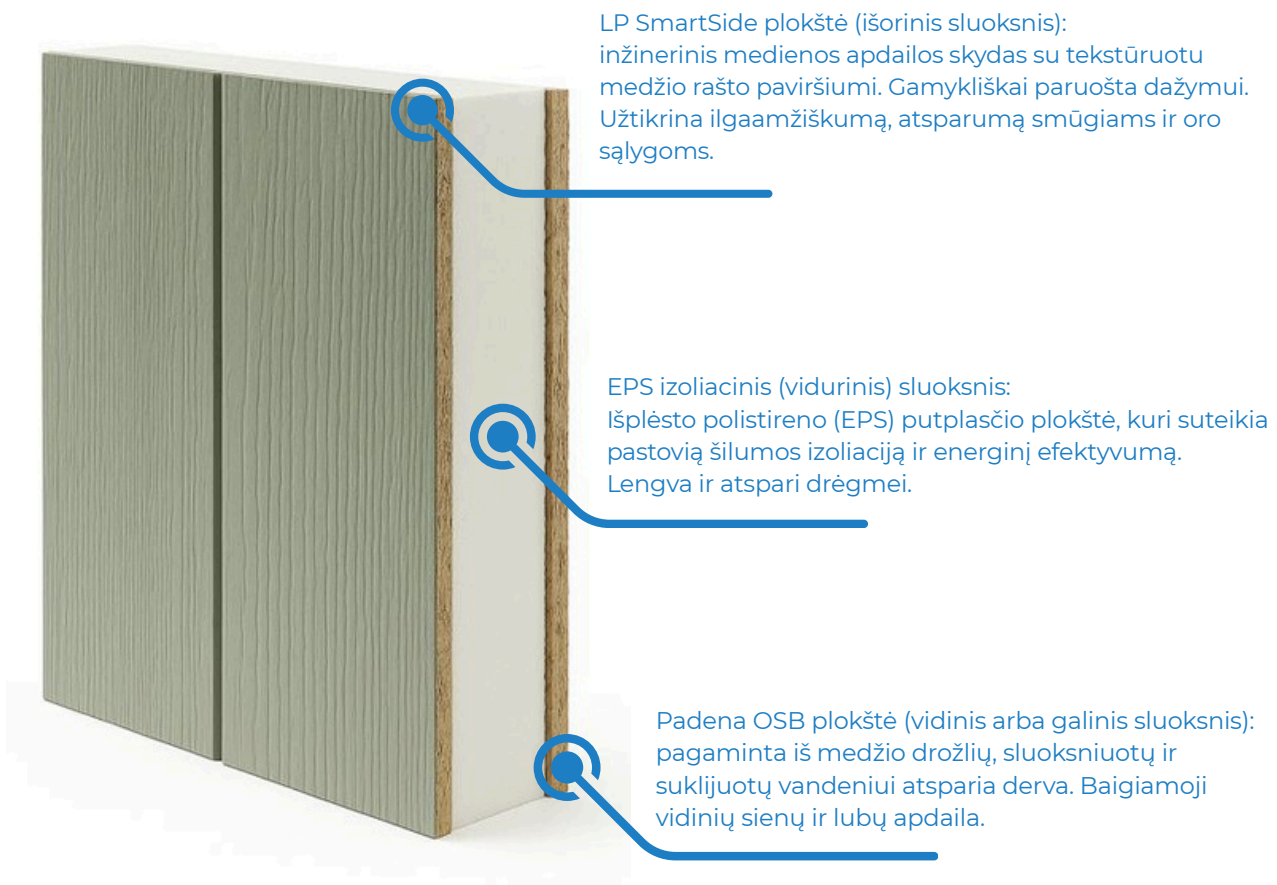 LP SmartSide plokštė (išorinis sluoksnis):
inžinerinis medienos apdailos skydas su tekstūruotu
medžio rašto paviršiumi. Gamykliškai paruošta dažymui.
Užtikrina ilgaamžiškumą, atsparumą smūgiams ir oro
sąlygoms.
EPS izoliacinis (vidurinis) sluoksnis:
Išplėsto polistireno (EPS) putplasčio plokštė, kuri suteikia
pastovią šilumos izoliaciją ir energinį efektyvumą.
Lengva ir atspari drėgmei.
Padena OSB plokštė (vidinis arba galinis sluoksnis):
pagaminta iš medžio drožlių, sluoksniuotų ir
suklijuotų vandeniui atsparia derva. Baigiamoji
vidinių sienų ir lubų apdaila.